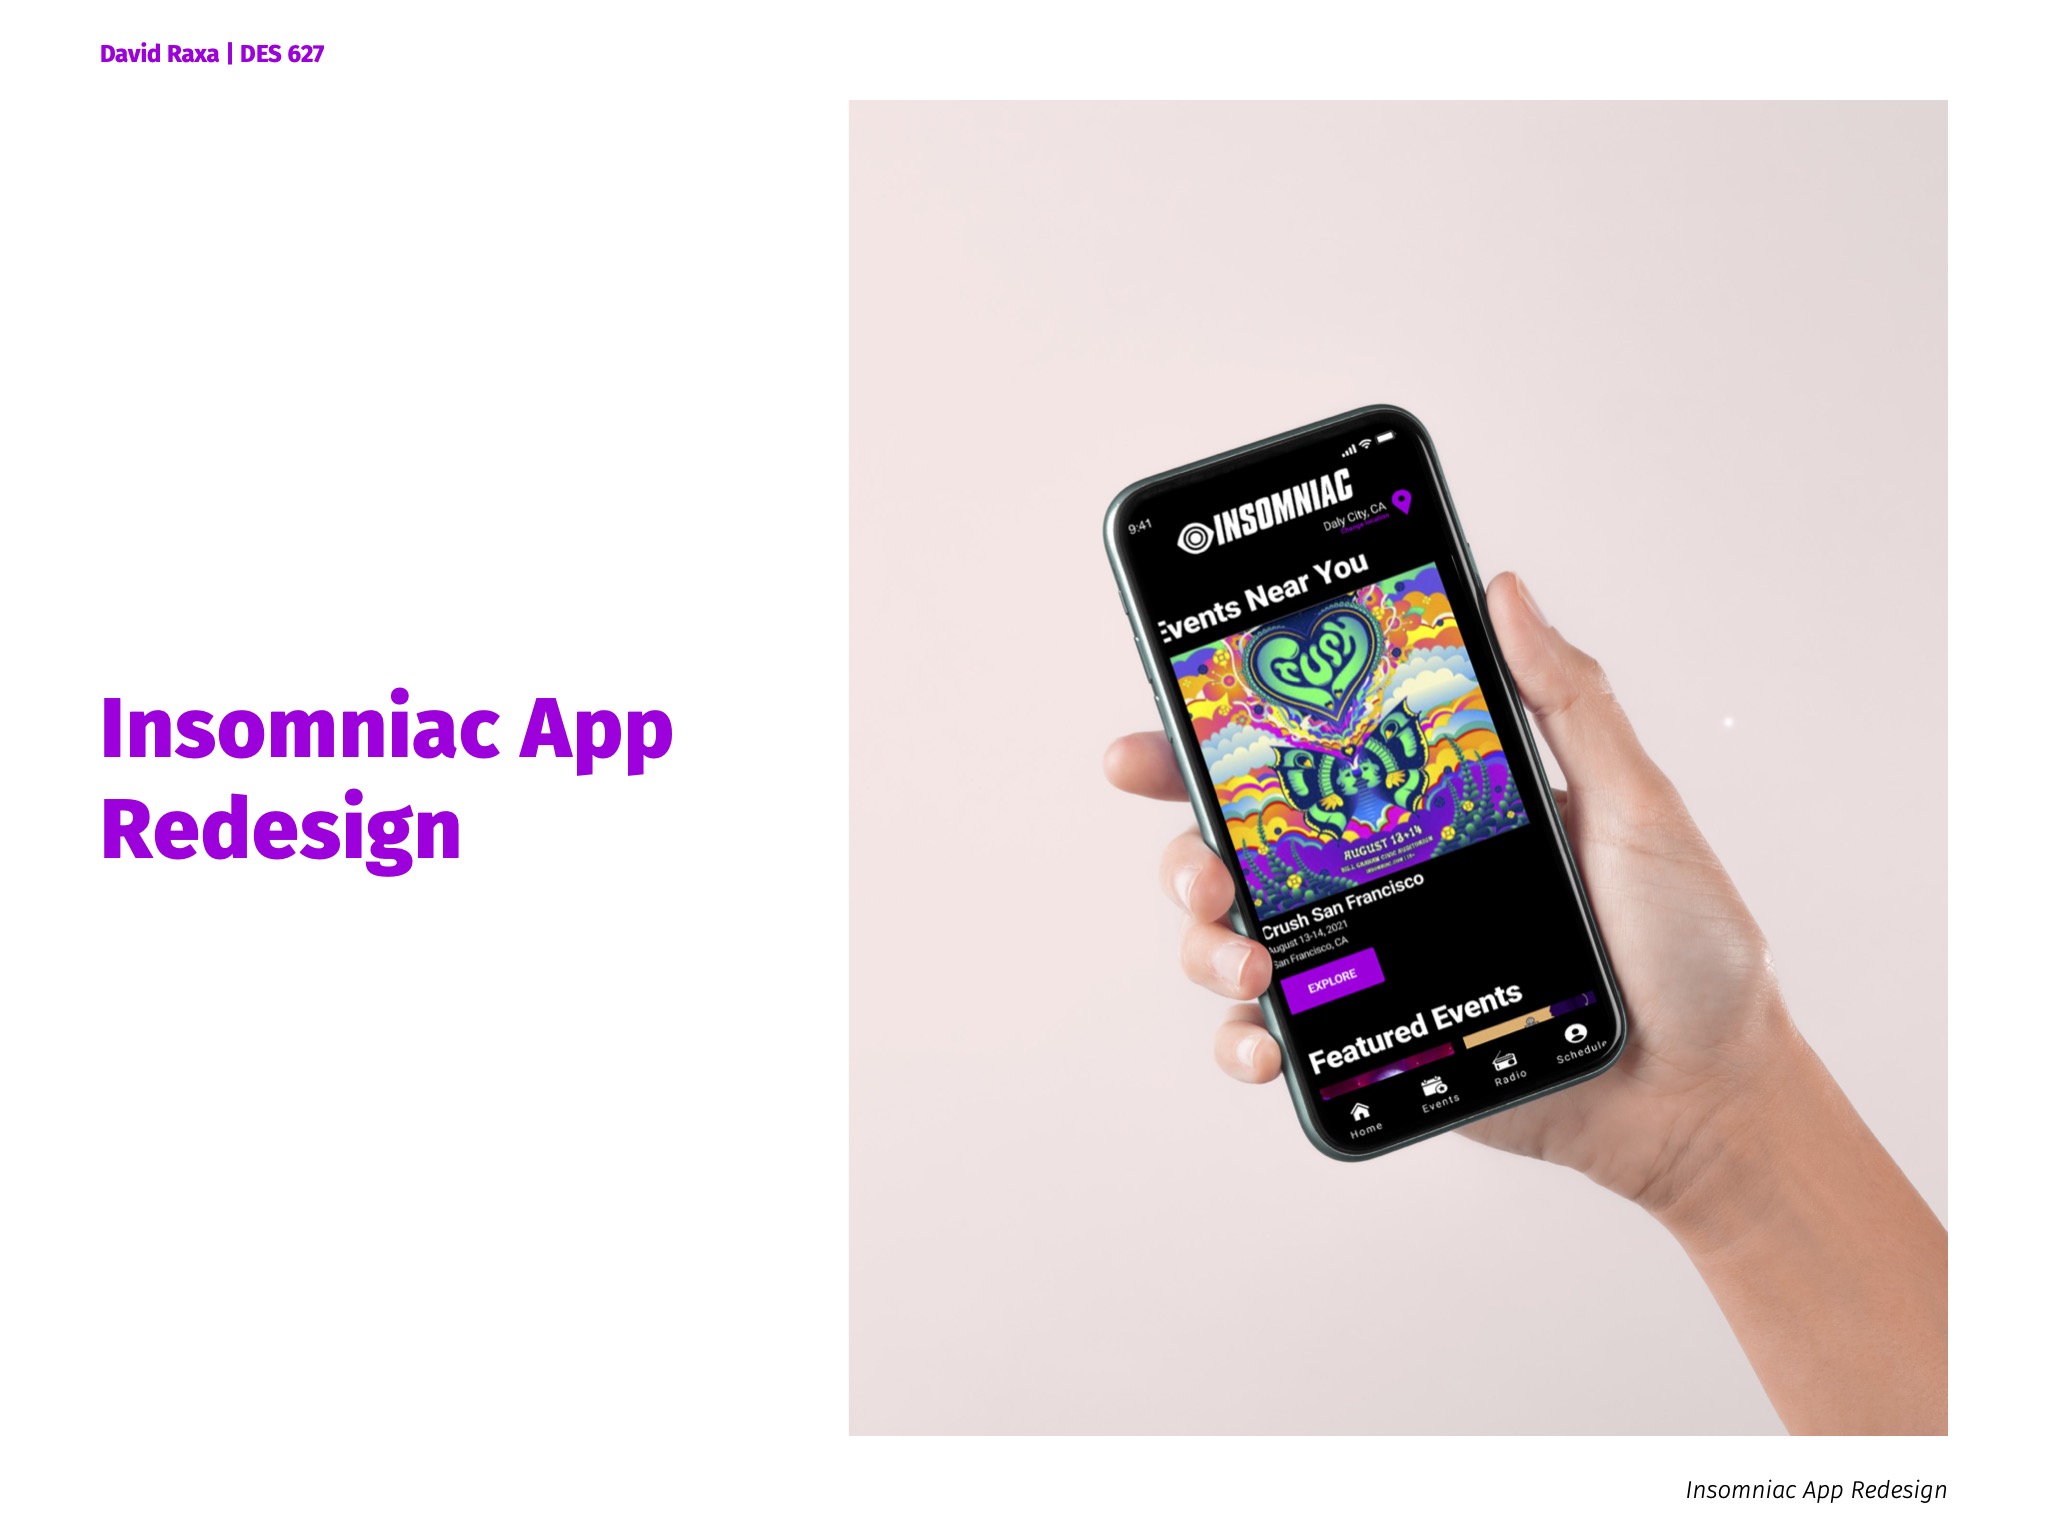 David Raxa | DES 627
Insomniac App
Redesign
9:41
INSOMNIAC
Daly City, CA
Change location
Events Near You
CRUSH
AUGUST 13+14
BILL GRAHAM CIVIC AUDITORIUM
Crush San Francisco
August 13-14, 2021
San Francisco, CA
EXPLORE
Featured Events
Home
Events
Radio
Schedule
Insomniac App Redesign